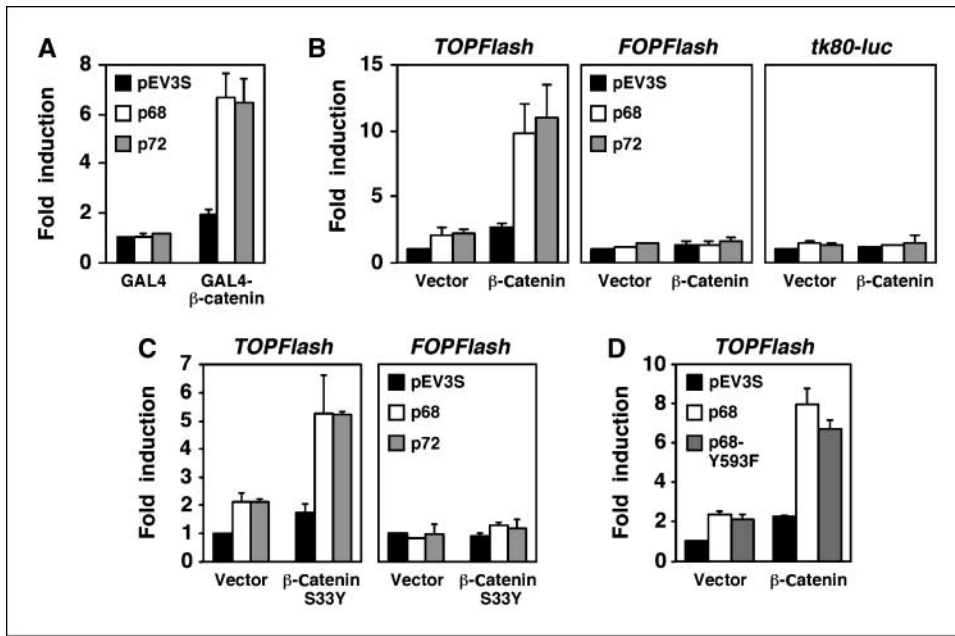 A
Fold induction
8
6
4
2
0
pEV3S
p68
p72
GAL4
GAL4-
β-catenin
B
TOPFlash
FOPFlash
tk80-luc
Fold induction
15
10
5
0
pEV3S
p68
p72
pEV3S
p68
p72
Vector
β-Catenin
Vector
β-Catenin
Vector
β-Catenin
C
TOPFlash
FOPFlash
Fold induction
7
6
5
4
3
2
1
0
pEV3S
p68
p72
Vector
β-Catenin
S33Y
Vector
β-Catenin
S33Y
D
TOPFlash
Fold induction
10
8
6
4
2
0
pEV3S
p68
p68-
Y593F
Vector
β-Catenin